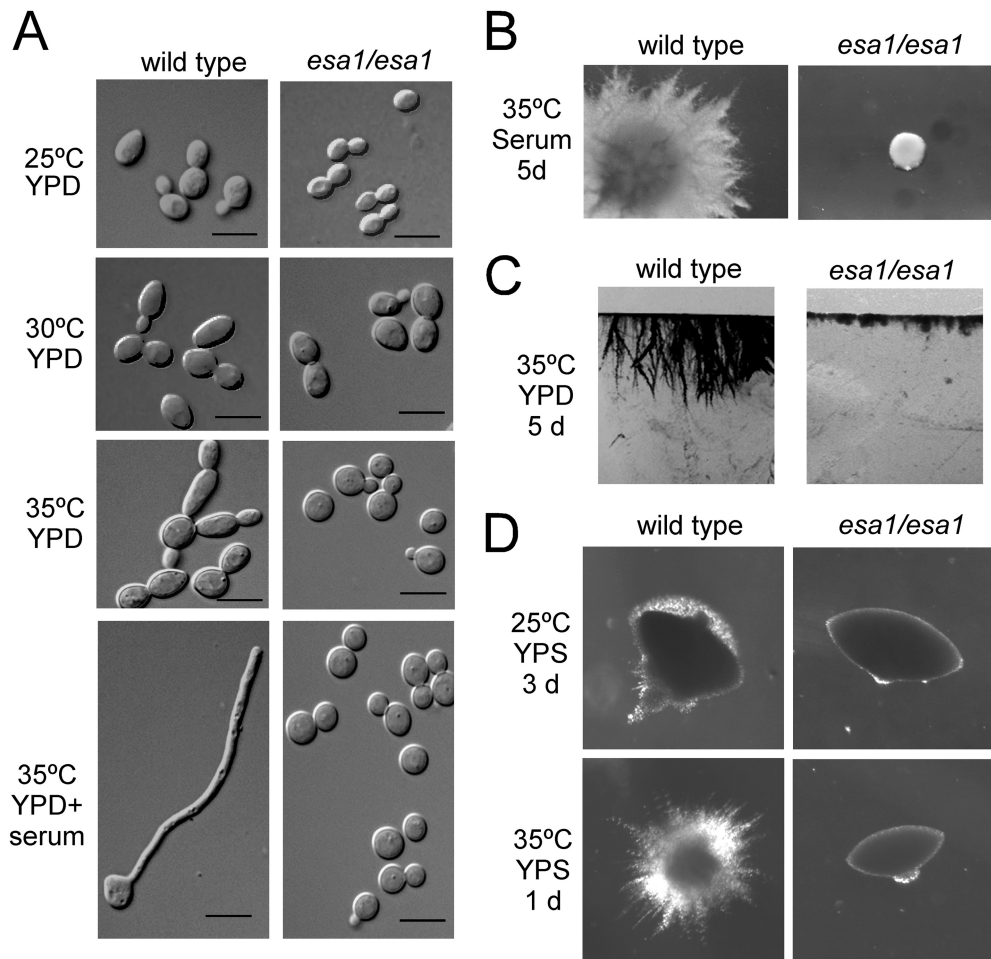 A
wild type
esa1/esa1
25ºC
YPD
30ºC
YPD
35ºC
YPD
35ºC
YPD+
serum
B
wild type
esa1/esa1
35ºC
Serum
5d
C
wild type
esa1/esa1
35ºC
YPD
5 d
D
wild type
esa1/esa1
25ºC
YPS
3 d
35ºC
YPS
1 d